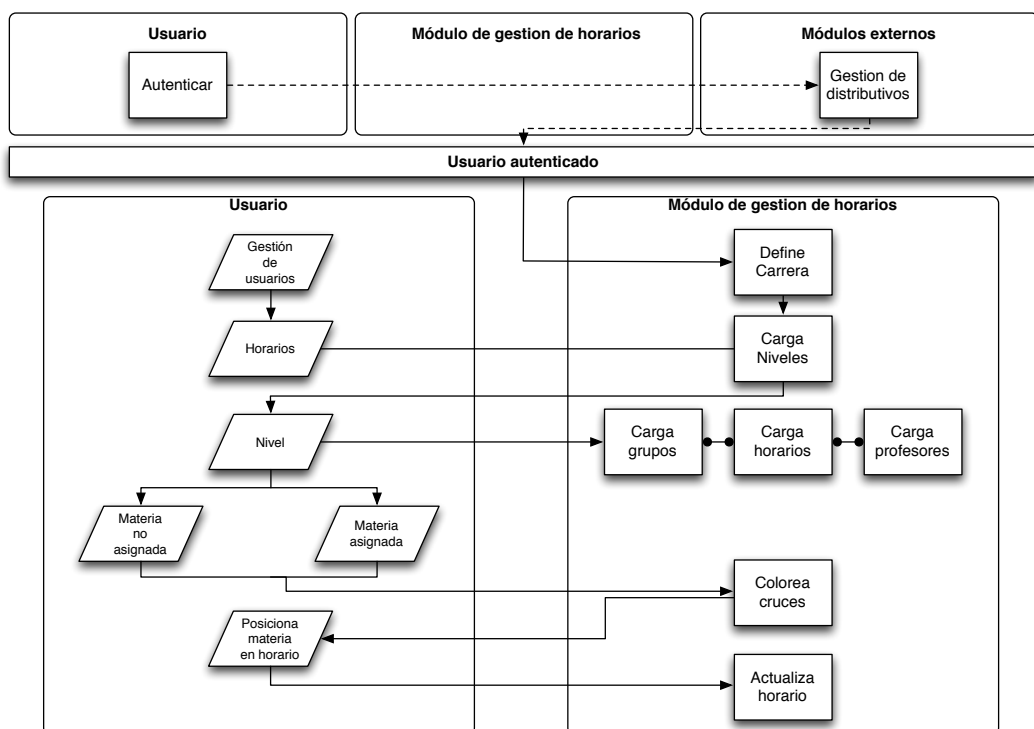 Usuario
Módulo de gestion de horarios
Módulos externos
Autenticar
Gestion de
distributivos
Usuario autenticado
Usuario
Módulo de gestion de horarios
Gestión
de
usuarios
Define
Carrera
Horarios
Carga
Niveles
Nivel
Carga
grupos
Carga
horarios
Carga
profesores
Materia
no
asignada
Materia
asignada
Colorea
cruces
Posiciona
materia
en horario
Actualiza
horario